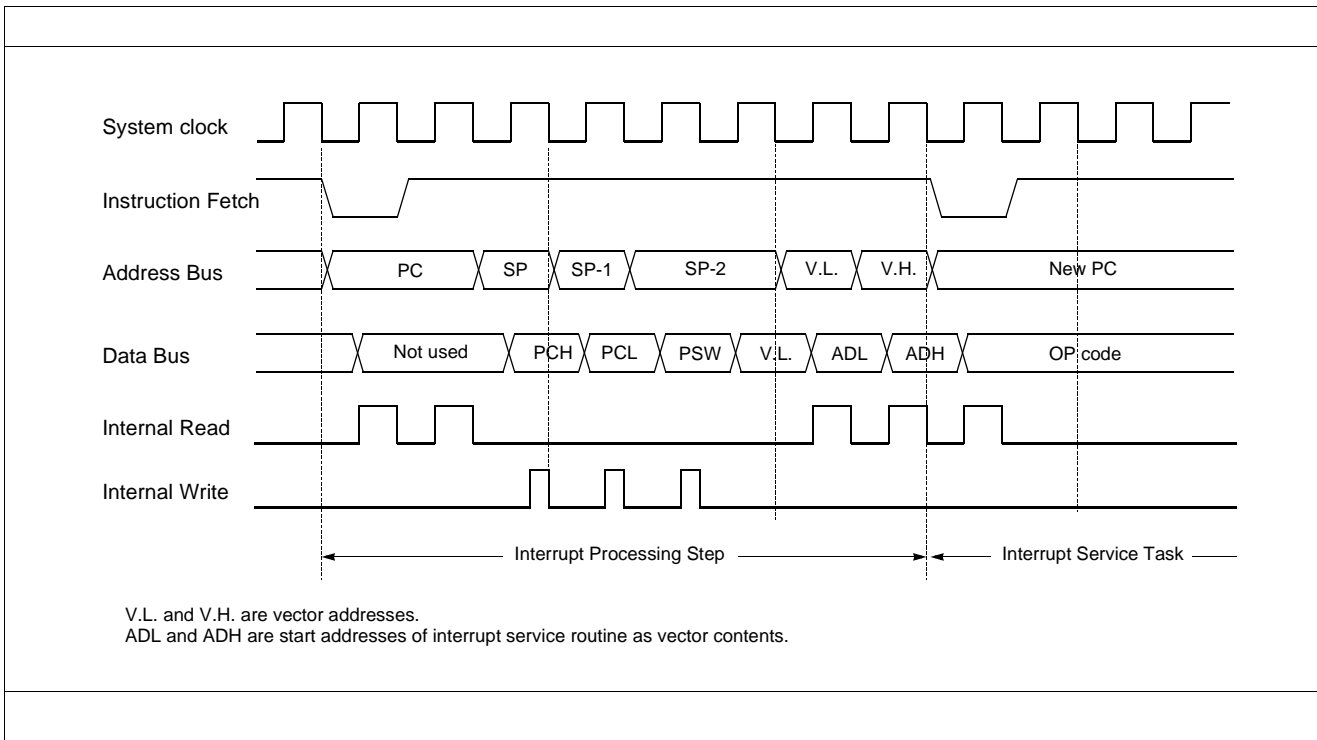 System clock
Instruction Fetch
Address Bus
PC
SP
SP-1
SP-2
V.L.
V.H.
New PC
Data Bus
Not used
PCH
PCL
PSW
V.L.
ADL
ADH
OP code
Internal Read
Internal Write
Interrupt Processing Step
Interrupt Service Task
V.L. and V.H. are vector addresses.
ADL and ADH are start addresses of interrupt service routine as vector contents.